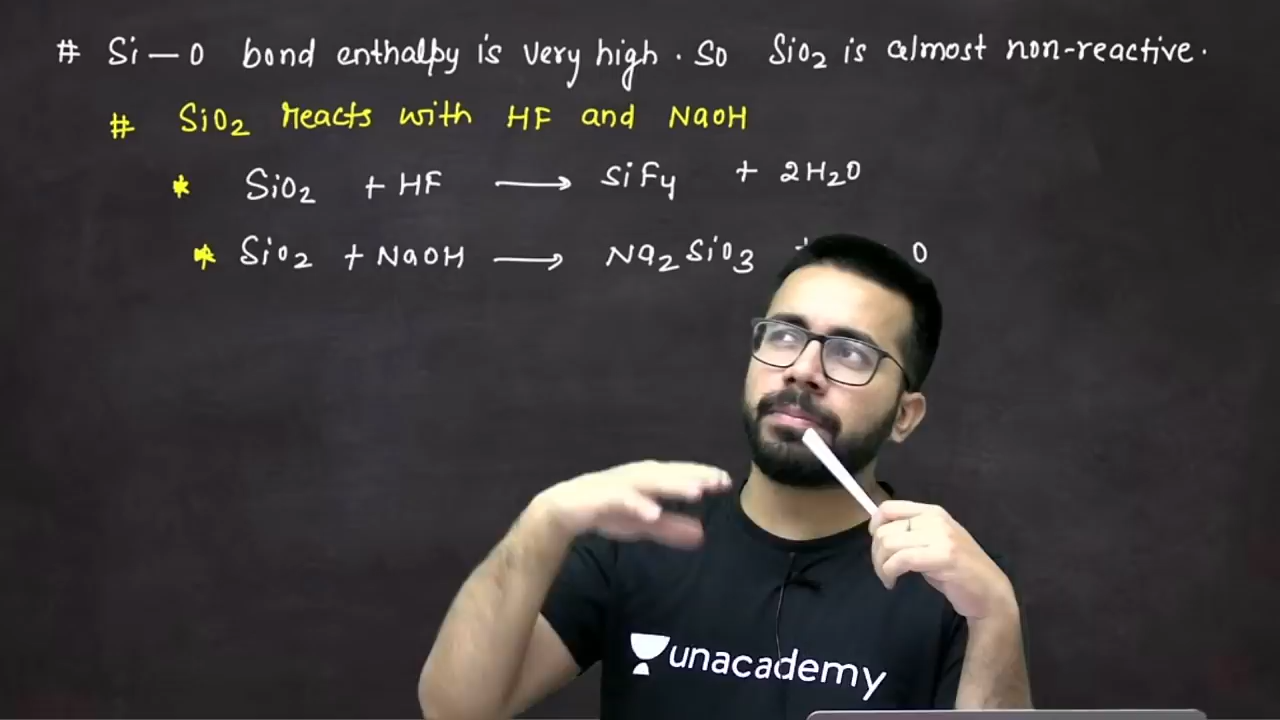 # Si — O bond enthalpy is very high. So SiO2 is almost non-reactive.
# SiO2 reacts with HF and NaOH
* SiO2 + HF ⟶ SiF4 + 2H2O
* SiO2 + NaOH ⟶ Na2SiO3 + O
unacademy